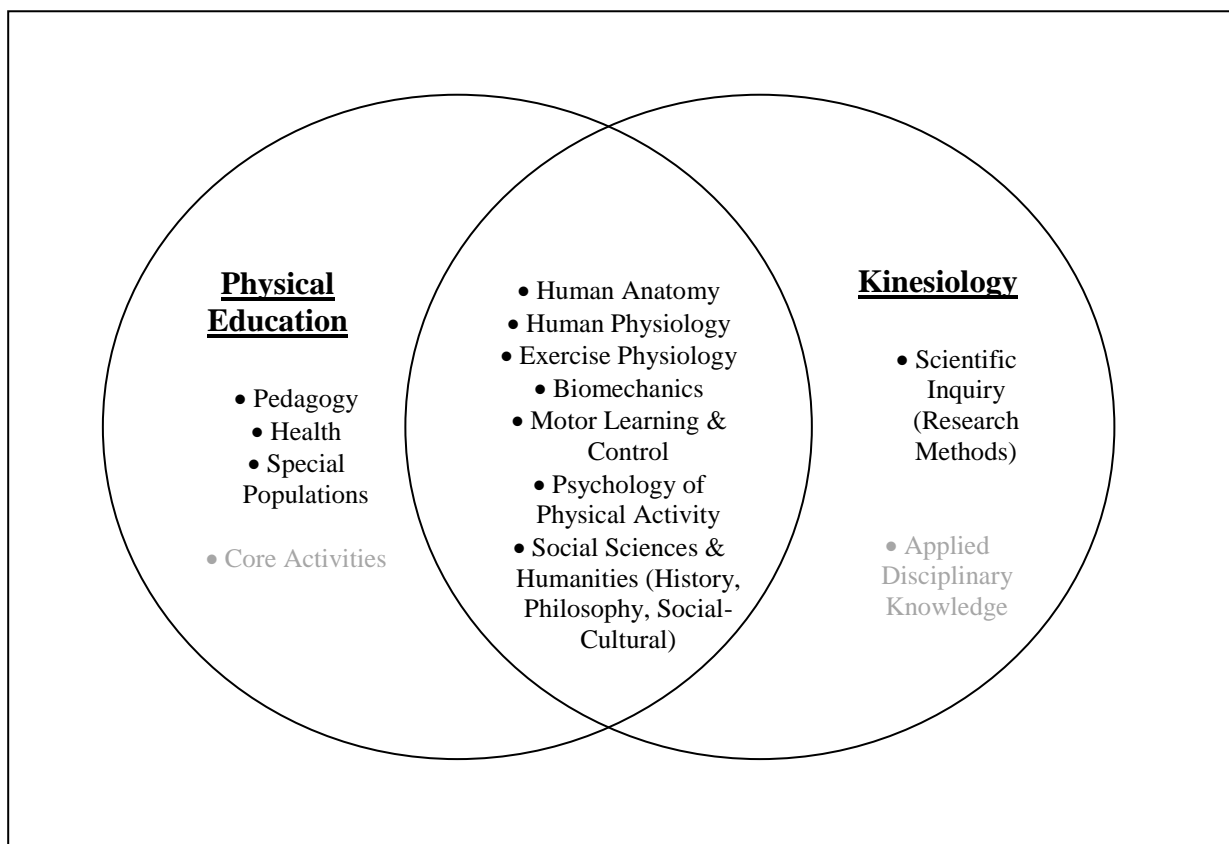 Physical
Education
• Pedagogy
• Health
• Special
Populations
• Core Activities
• Human Anatomy
• Human Physiology
• Exercise Physiology
• Biomechanics
• Motor Learning &
Control
• Psychology of
Physical Activity
• Social Sciences &
Humanities (History,
Philosophy, Social-
Cultural)
Kinesiology
• Scientific
Inquiry
(Research
Methods)
• Applied
Disciplinary
Knowledge